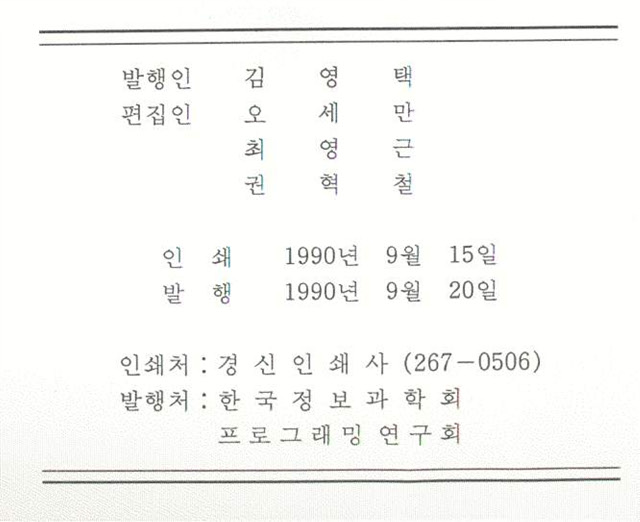 발행인 김 영 택
편집인 오 세 만
최 영 근
권 혁 철
인 쇄 1990년 9월 15일
발 행 1990년 9월 20일
인쇄처 : 경 신 인 쇄 사 (267-0506)
발행처 : 한 국 정 보 과 학 회
프 로 그 래 밍 연 구 회